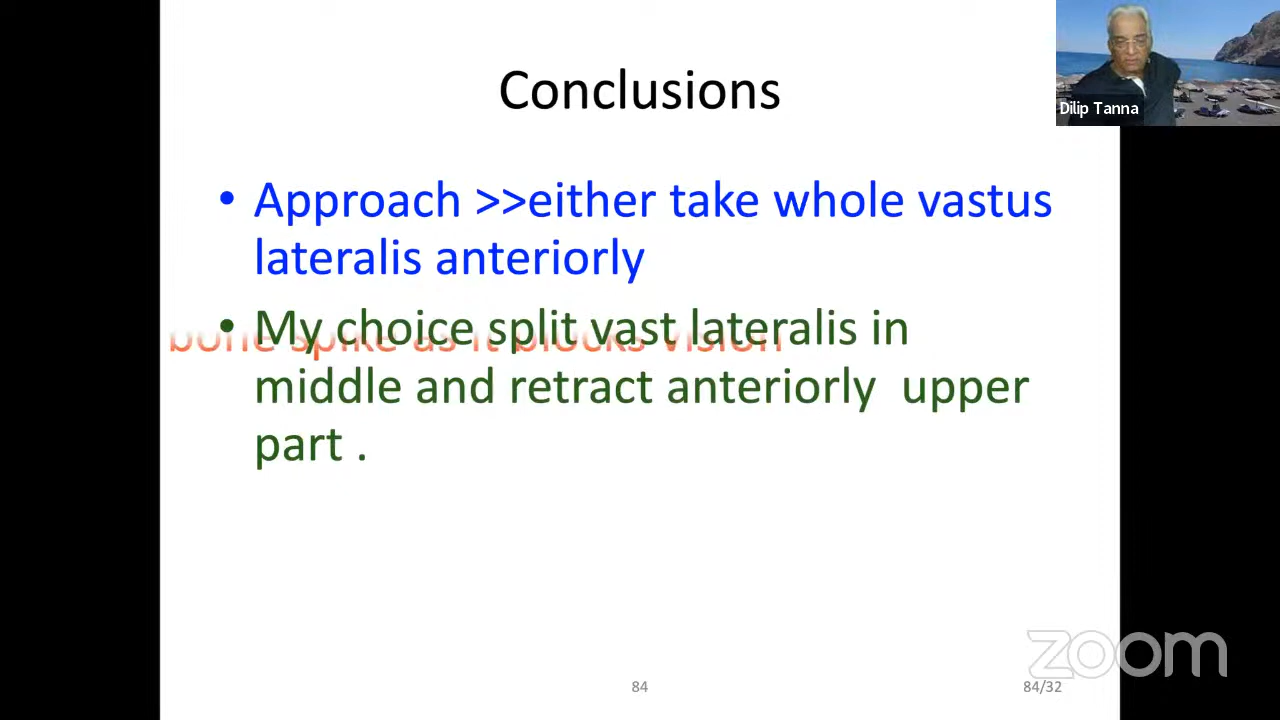 Conclusions
Dilip Tanna
• Approach >>either take whole vastus
lateralis anteriorly
• My choice split vast lateralis in
bone spike as it blocks vision
middle and retract anteriorly upper
part .
zoom
84
84/32